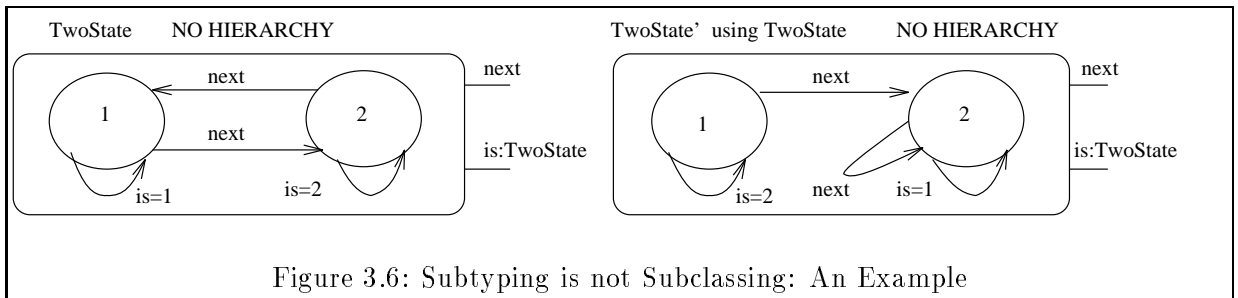 TwoState NO HIERARCHY
next
1
2
next
is=1
is=2
next
is:TwoState
TwoState’ using TwoState NO HIERARCHY
next
1
2
is=2
next
is=1
next
is:TwoState
Figure 3.6: Subtyping is not Subclassing: An Example